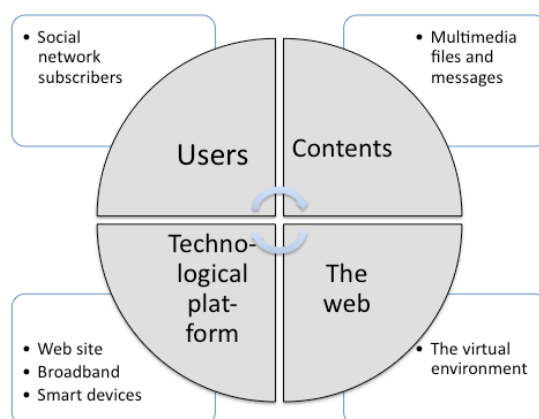 • Social
network
subscribers
• Multimedia
files and
messages
Users
Contents
Techno-
logical
plat-
form
The
web
• Web site
• Broadband
• Smart devices
• The virtual
environment